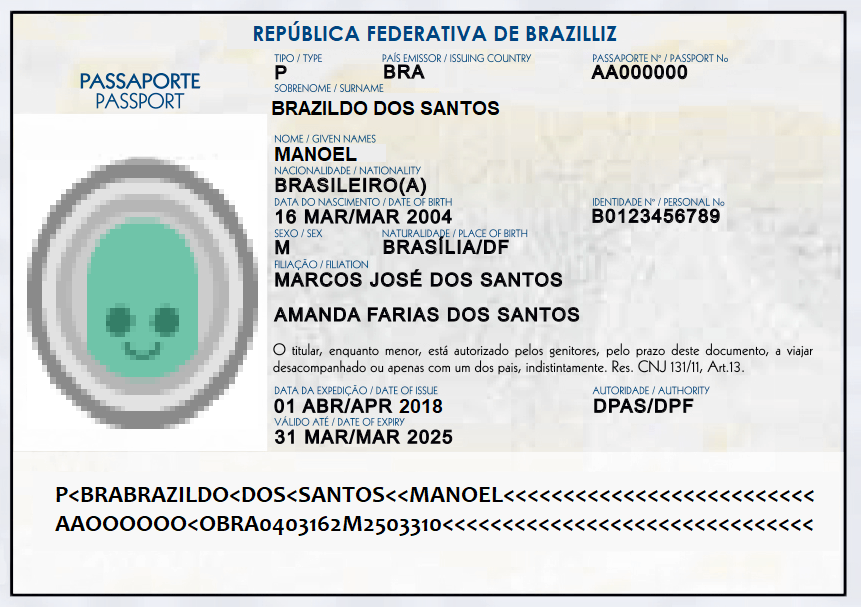 REPÚBLICA FEDERATIVA DE BRAZILLIZ
PASSAPORTE
PASSPORT
TIPO / TYPE PAÍS EMISSOR / ISSUING COUNTRY PASSAPORTE Nº / PASSPORT No
P BRA AA000000
SOBRENOME / SURNAME
BRAZILDO DOS SANTOS
NOME / GIVEN NAMES
MANOEL
NACIONALIDADE / NATIONALITY
BRASILEIRO(A)
DATA DO NASCIMENTO / DATE OF BIRTH IDENTIDADE Nº / PERSONAL No
16 MAR/MAR 2004 B0123456789
SEXO / SEX NATURALIDADE / PLACE OF BIRTH
M BRASÍLIA/DF
FILIAÇÃO / FILIATION
MARCOS JOSÉ DOS SANTOS
AMANDA FARIAS DOS SANTOS
O titular, enquanto menor, está autorizado pelos genitores, pelo prazo deste documento, a viajar
desacompanhado ou apenas com um dos pais, indistintamente. Res. CNJ 131/11, Art.13.
DATA DA EXPEDIÇÃO / DATE OF ISSUE AUTORIDADE / AUTHORITY
01 ABR/APR 2018 DPAS/DPF
VÁLIDO ATÉ / DATE OF EXPIRY
31 MAR/MAR 2025
P<BRABRAZILDO<DOS<SANTOS<<MANOEL<<<<<<<<<<<<<<<<<<<<<<<<<<
AAOOOOOO<OBRA0403162M2503310<<<<<<<<<<<<<<<<<<<<<<<<<<<<<<<